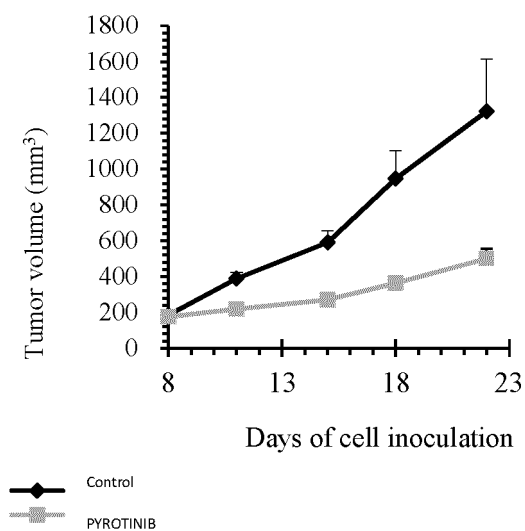 1800
1600
1400
1200
1000
800
600
400
200
0
8 13 18 23
Tumor volume (mm³)
Days of cell inoculation
Control
PYROTINIB